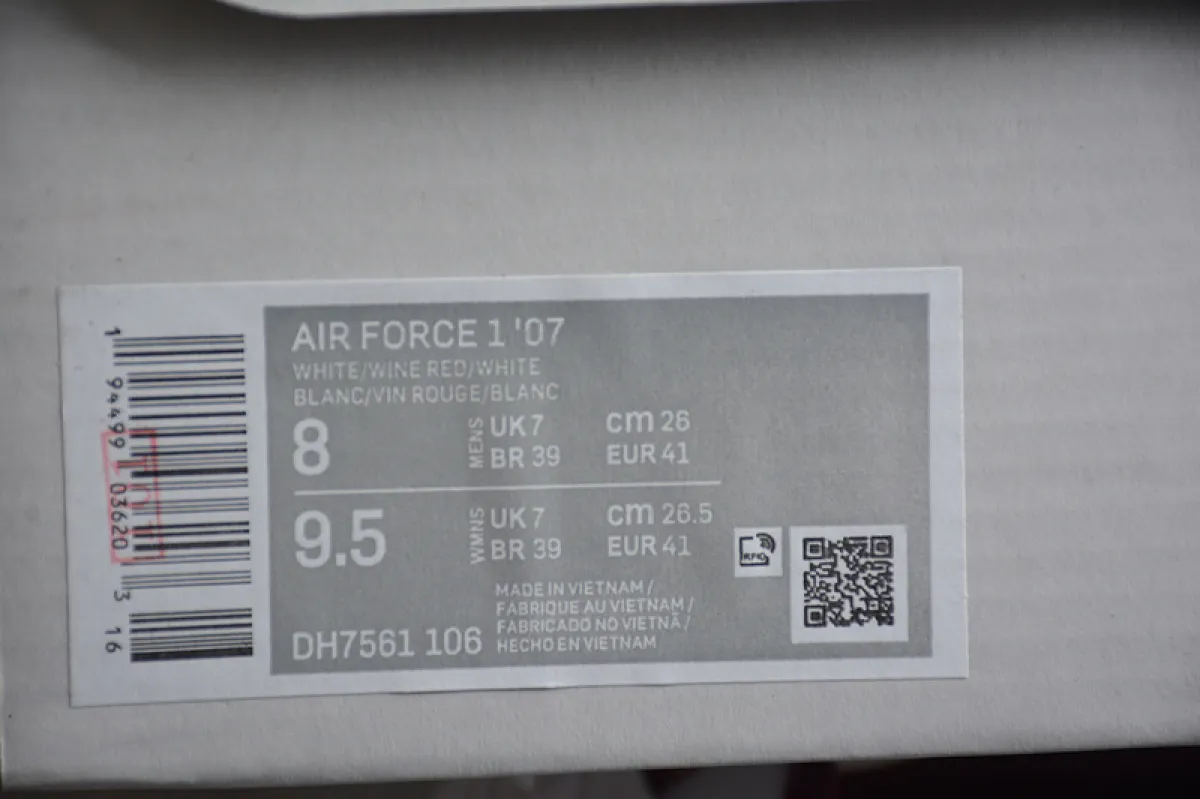 1 94499 03620 3 16
AIR FORCE 1 '07
WHITE/WINE RED/WHITE
BLANC/VIN ROUGE/BLANC
8
MENS
UK 7
cm 26
BR 39
EUR 41
9.5
WMNS
UK 7
cm 26.5
BR 39
EUR 41
MADE IN VIETNAM /
FABRIQUE AU VIETNAM /
FABRICADO NO VIETNÃ /
HECHO EN VIETNAM
DH7561 106
RFID